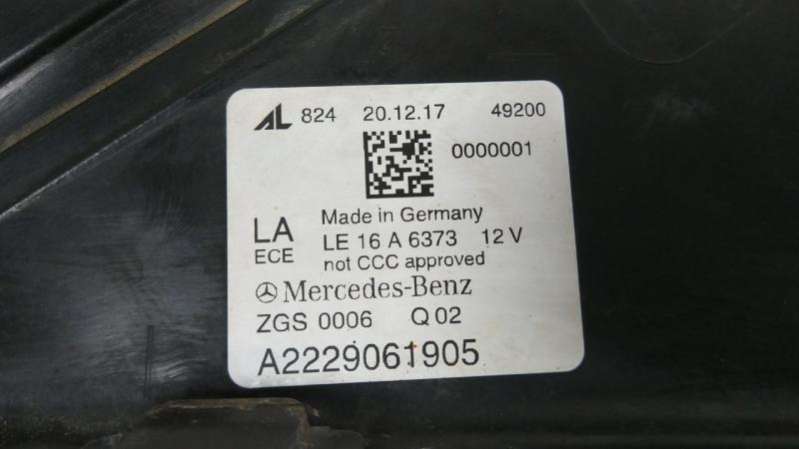 AL 824 20.12.17 49200
0000001
LA Made in Germany
LE 16 A 6373 12 V
ECE not CCC approved
Mercedes-Benz
ZGS 0006 Q 02
A2229061905